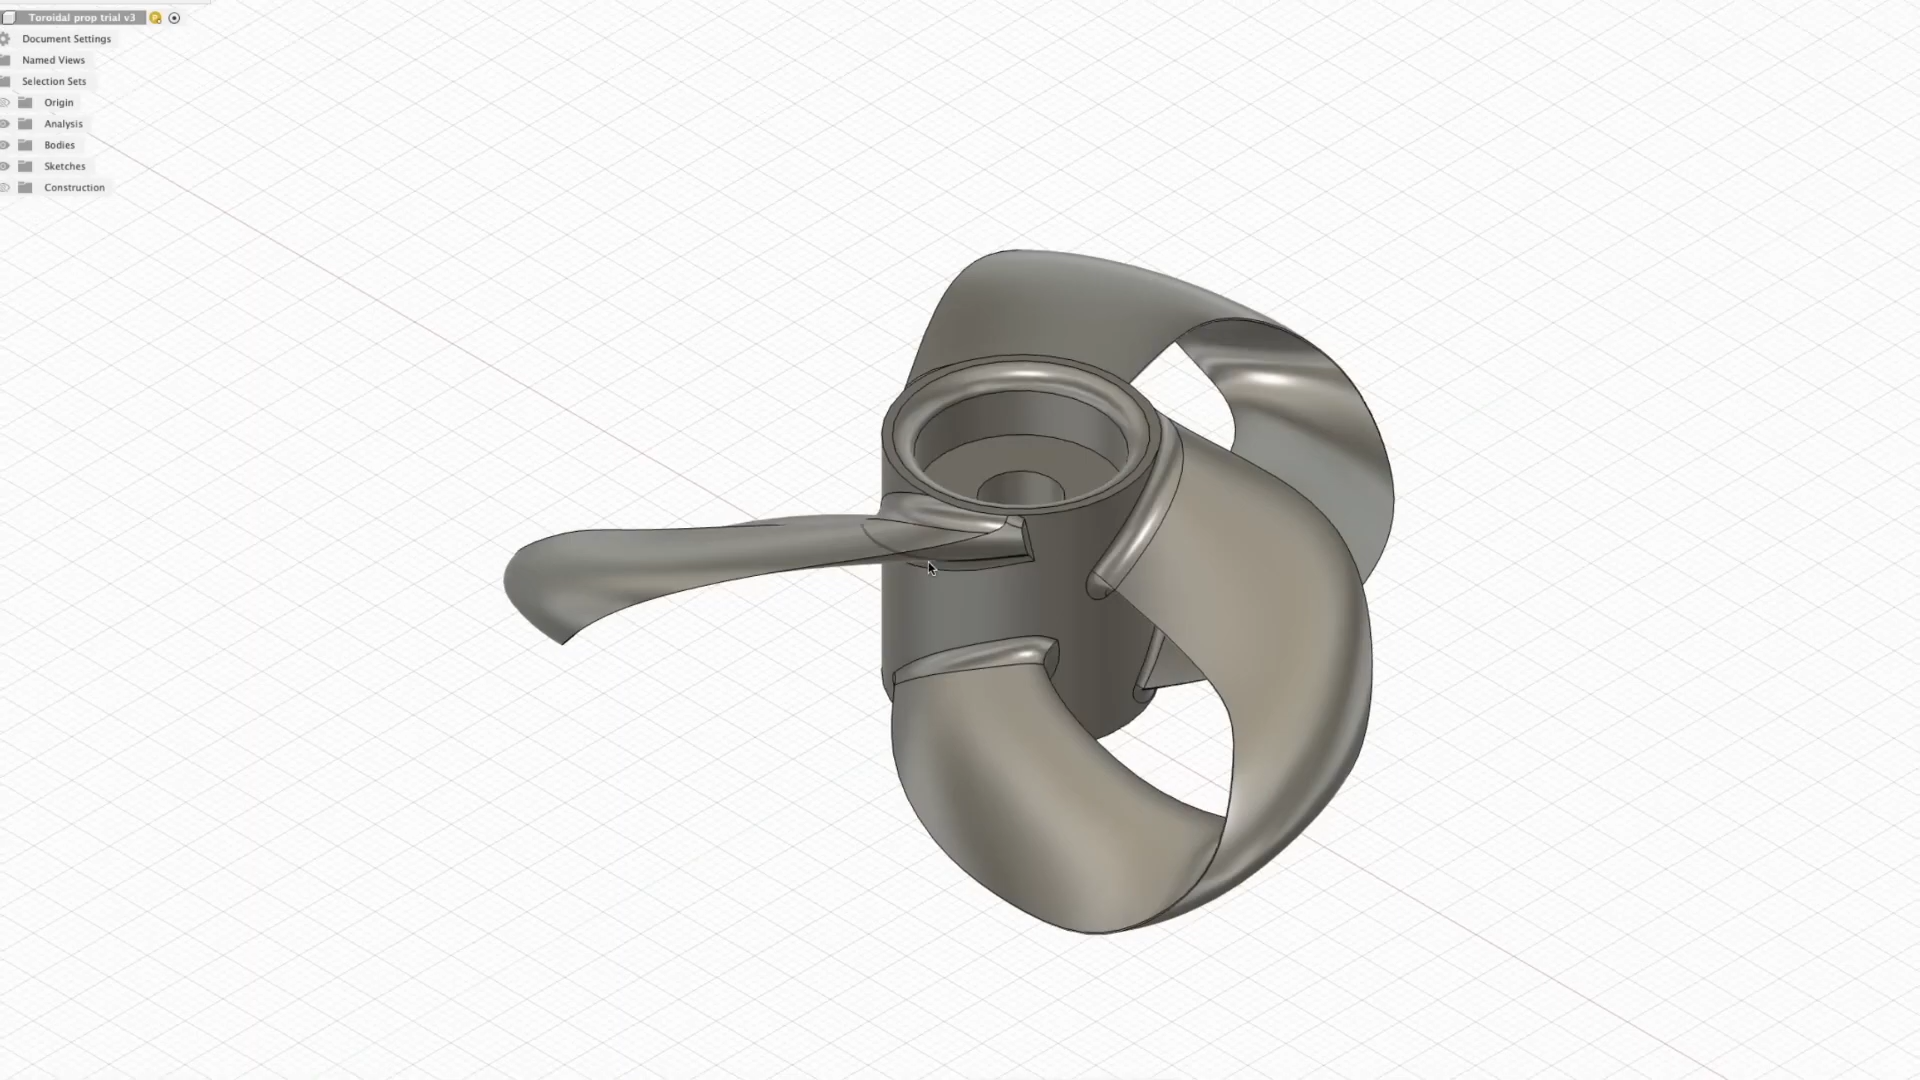 Toroidal prop trial v3
Document Settings
Named Views
Selection Sets
Origin
Analysis
Bodies
Sketches
Construction